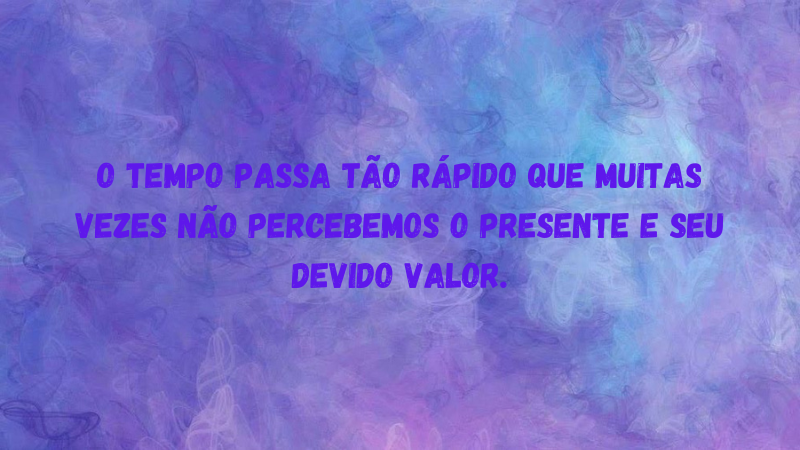 O TEMPO PASSA TÃO RÁPIDO QUE MUITAS
VEZES NÃO PERCEBEMOS O PRESENTE E SEU
DEVIDO VALOR.